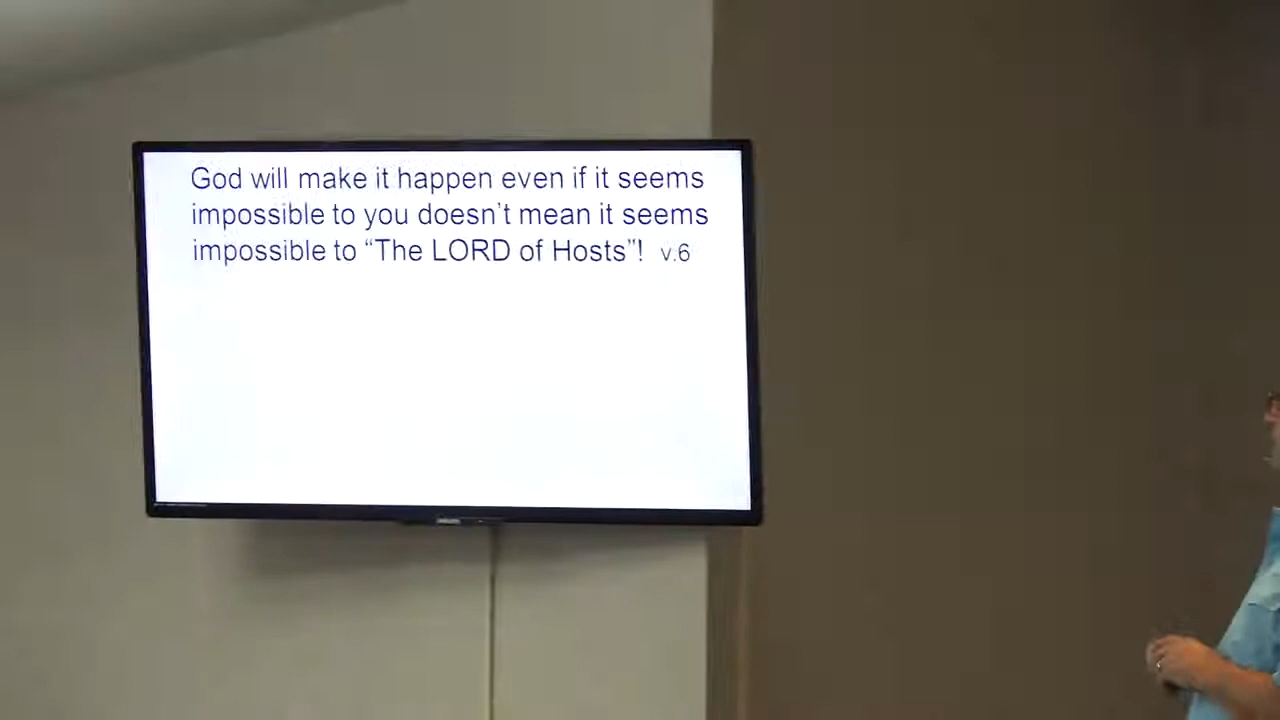 God will make it happen even if it seems
impossible to you doesn’t mean it seems
impossible to “The LORD of Hosts”! v.6